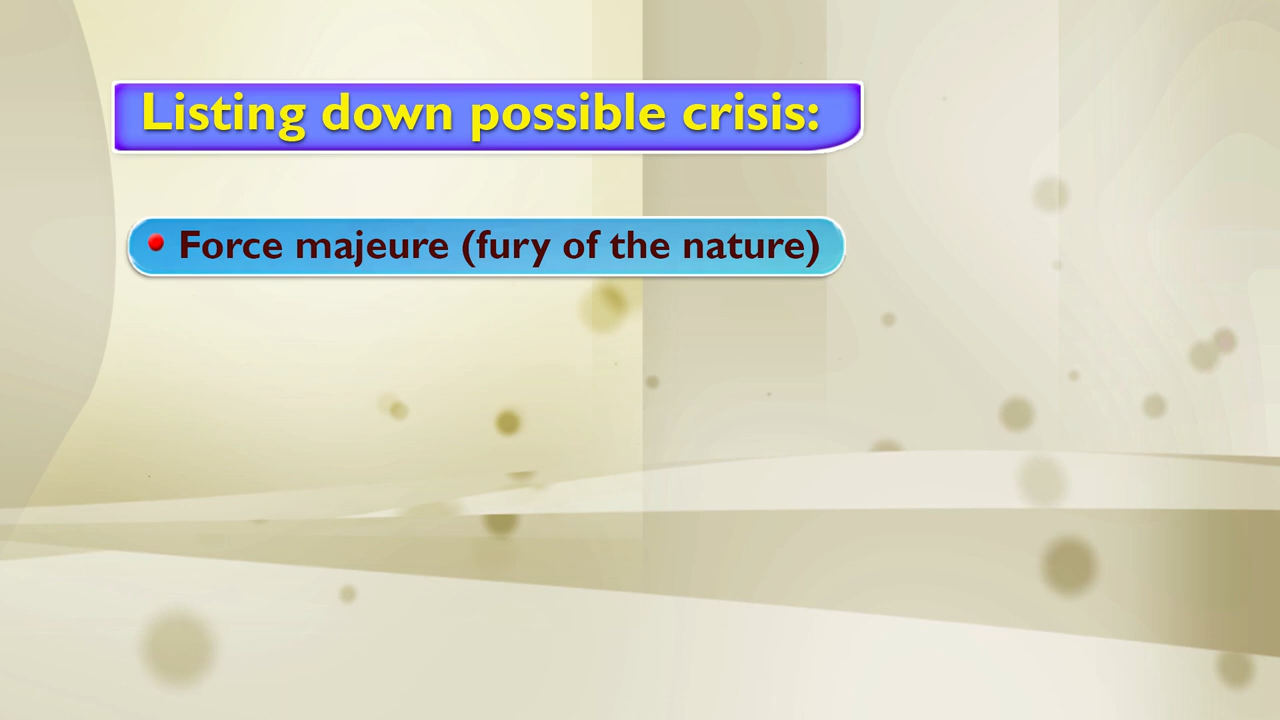 Listing down possible crisis:
• Force majeure (fury of the nature)